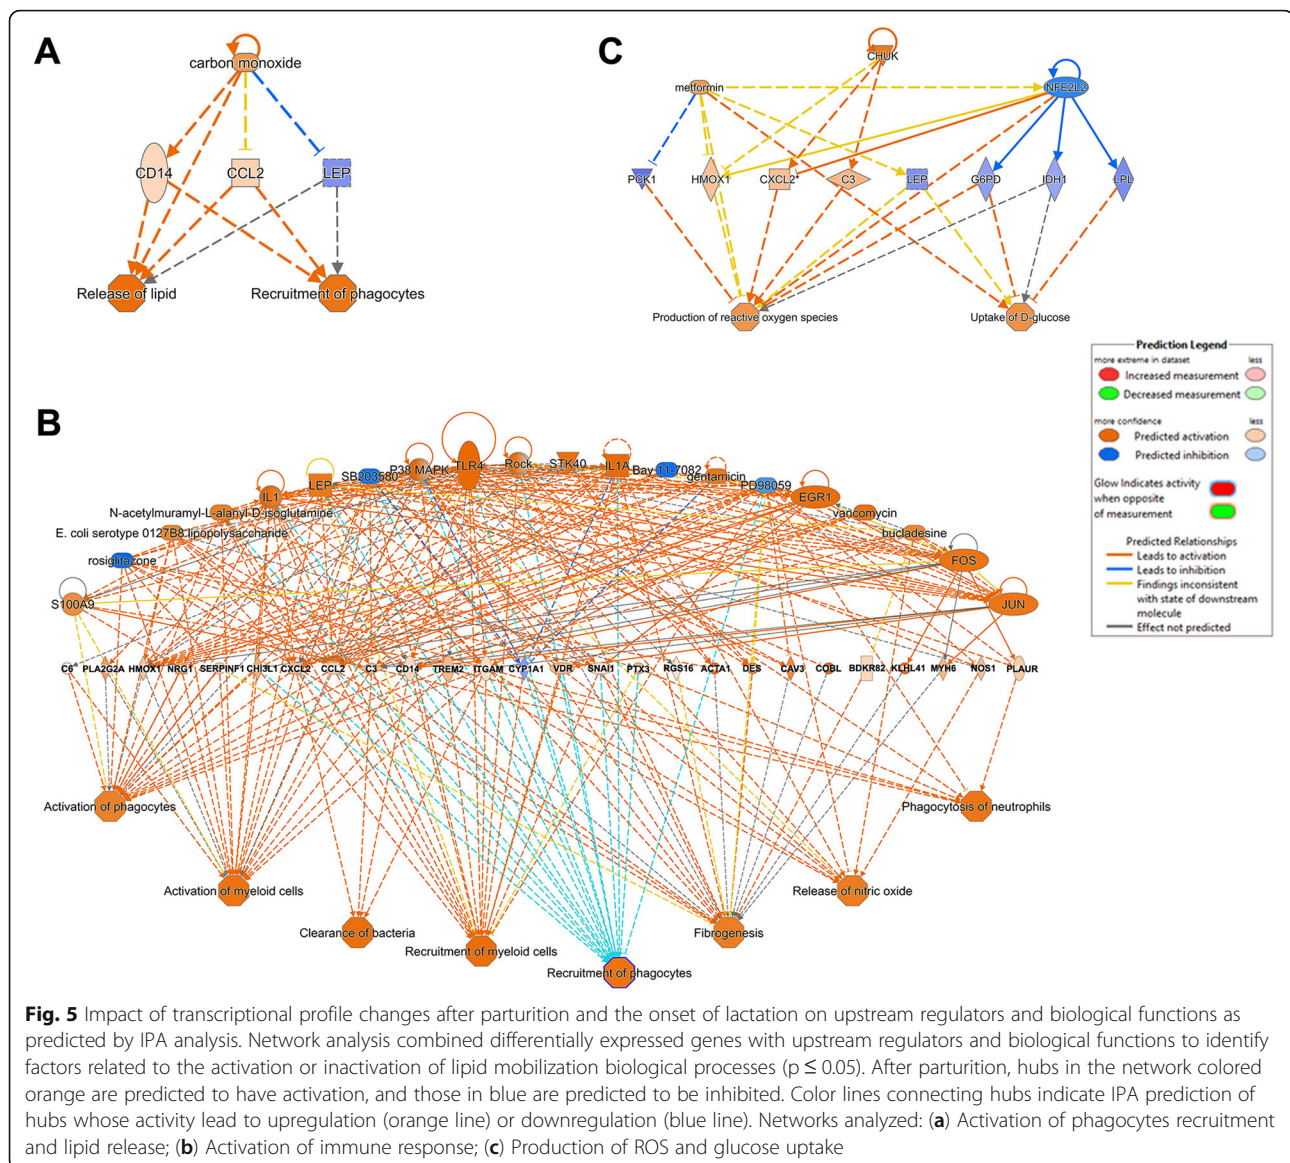 A
carbon monoxide
CD14
CCL2
LEP
Release of lipid
Recruitment of phagocytes
C
CHUK
metformin
NFE2L2
PCK1
HMOX1
CXCL2*
C3
LEP
G6PD
IDH1
LPL
Production of reactive oxygen species
Uptake of D-glucose
Prediction Legend
more extreme in dataset
less
Increased measurement
Decreased measurement
more confidence
less
Predicted activation
Predicted inhibition
Glow Indicates activity
when opposite
of measurement
Predicted Relationships
Leads to activation
Leads to inhibition
Findings inconsistent
with state of downstream
molecule
Effect not predicted
B
P38 MAPK
TLR4
Rock
STK40
IL1A
Bay 11-7082
gentamicin
SB203580
PD98059
LEP
IL1
EGR1
N-acetylmuramyl-L-alanyl-D-isoglutamine
vancomycin
E. coli serotype 0127B8 lipopolysaccharide
bucladesine
rosiglitazone
FOS
S100A9
JUN
C6*
PLA2G2A
HMOX1
NRG1
SERPINF1
CHI3L1
CXCL2
CCL2
C3
CD14
TREM2
ITGAM
CYP1A1
VDR
SNAI1
PTX3
RGS16
ACTA1
DES
CAV3
COBL
BDKRB2
KLHL41
MYH6
NOS1
PLAUR
Activation of phagocytes
Phagocytosis of neutrophils
Activation of myeloid cells
Release of nitric oxide
Clearance of bacteria
Fibrogenesis
Recruitment of myeloid cells
Recruitment of phagocytes
Fig. 5 Impact of transcriptional profile changes after parturition and the onset of lactation on upstream regulators and biological functions as
predicted by IPA analysis. Network analysis combined differentially expressed genes with upstream regulators and biological functions to identify
factors related to the activation or inactivation of lipid mobilization biological processes (p ≤ 0.05). After parturition, hubs in the network colored
orange are predicted to have activation, and those in blue are predicted to be inhibited. Color lines connecting hubs indicate IPA prediction of
hubs whose activity lead to upregulation (orange line) or downregulation (blue line). Networks analyzed: (a) Activation of phagocytes recruitment
and lipid release; (b) Activation of immune response; (c) Production of ROS and glucose uptake